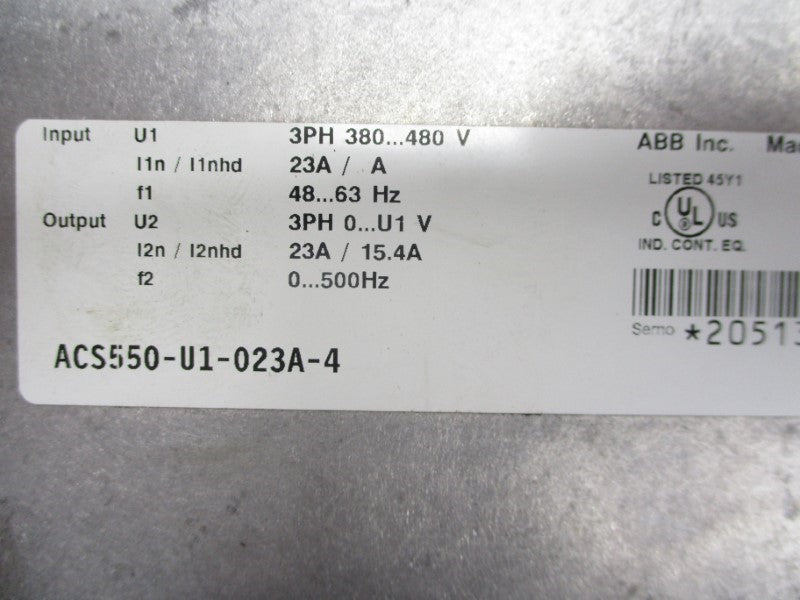 Input U1 3PH 380...480 V
I1n / I1nhd 23A / A
f1 48...63 Hz
Output U2 3PH 0...U1 V
I2n / I2nhd 23A / 15.4A
f2 0...500Hz
ACS550-U1-023A-4
ABB Inc.
LISTED 45Y1
C UL US
IND. CONT. EQ.
*20513